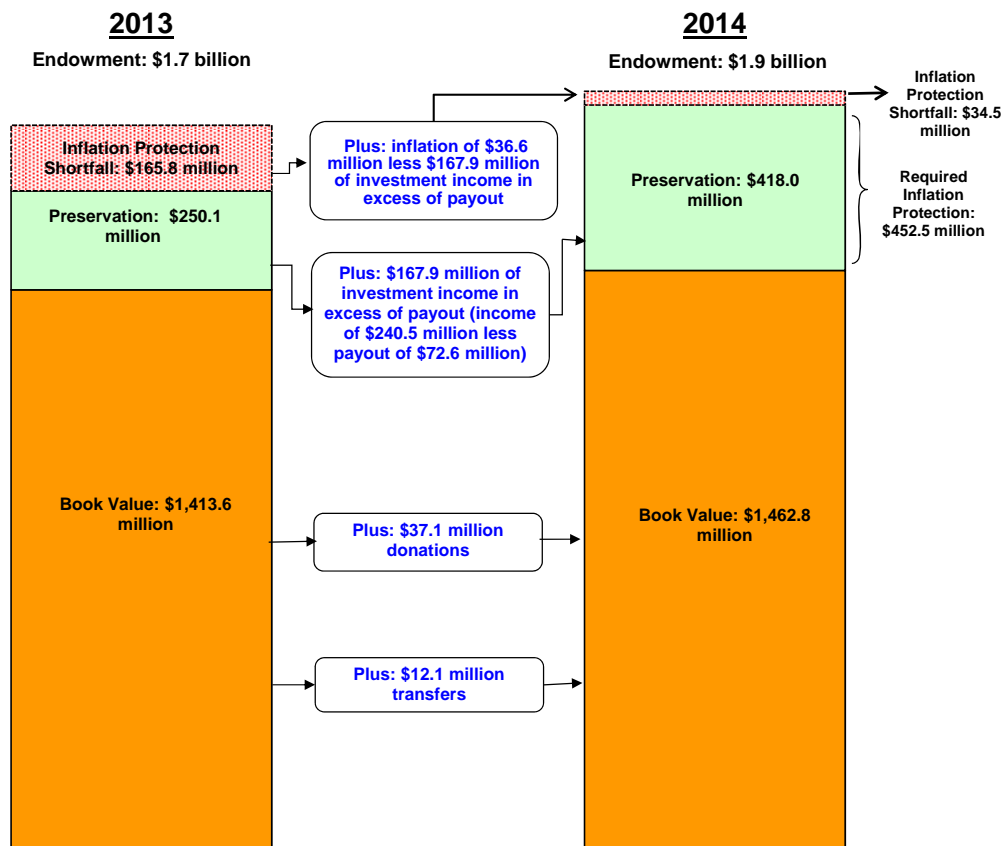 2013
Endowment: $1.7 billion
Inflation Protection
Shortfall: $165.8 million
Preservation: $250.1
million
Book Value: $1,413.6
million
Plus: inflation of $36.6
million less $167.9 million
of investment income in
excess of payout
Plus: $167.9 million of
investment income in
excess of payout (income
of $240.5 million less
payout of $72.6 million)
Plus: $37.1 million
donations
Plus: $12.1 million
transfers
2014
Endowment: $1.9 billion
Preservation: $418.0
million
Book Value: $1,462.8
million
Inflation
Protection
Shortfall: $34.5
million
Required
Inflation
Protection:
$452.5 million